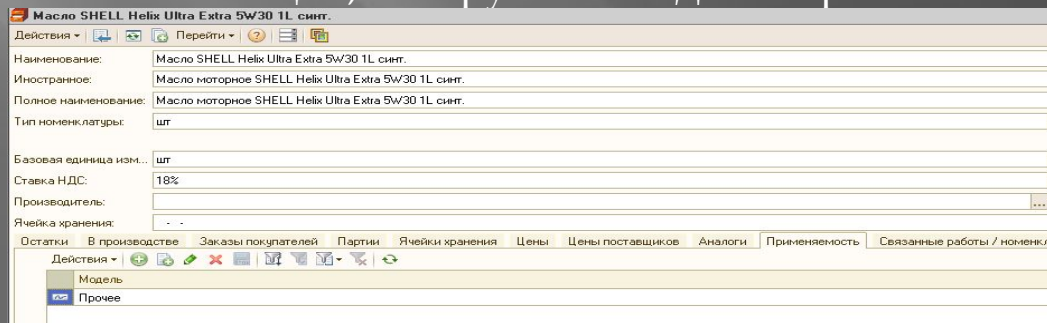 Масло SHELL Helix Ultra Extra 5W30 1L синт.
Действия Перейти
Наименование: Масло SHELL Helix Ultra Extra 5W30 1L синт.
Иностранное: Масло моторное SHELL Helix Ultra Extra 5W30 1L синт.
Полное наименование: Масло моторное SHELL Helix Ultra Extra 5W30 1L синт.
Тип номенклатуры: шт
Базовая единица изм... шт
Ставка НДС: 18%
Производитель: ...
Ячейка хранения: - -
Остатки В производстве Заказы покупателей Партии Ячейки хранения Цены Цены поставщиков Аналоги Применяемость Связанные работы / номенкл
Действия
Модель
Прочее